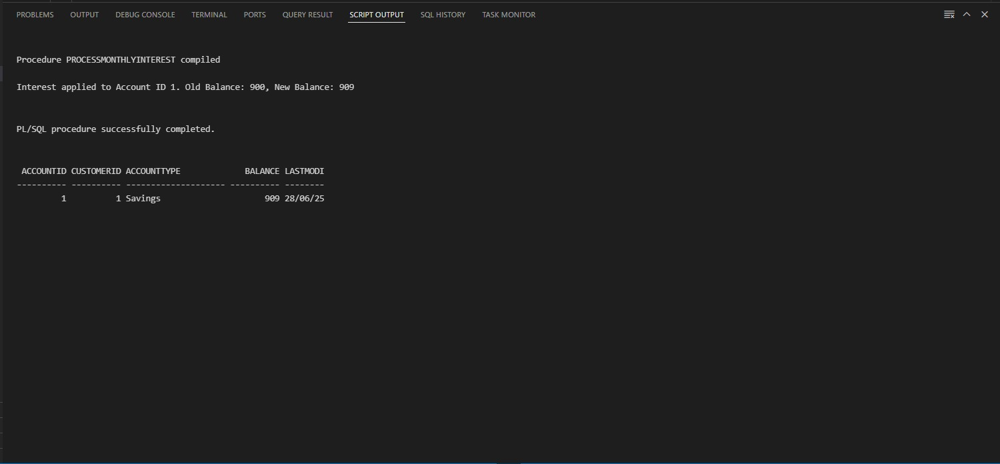 PROBLEMS OUTPUT DEBUG CONSOLE TERMINAL PORTS QUERY RESULT SCRIPT OUTPUT SQL HISTORY TASK MONITOR
Procedure PROCESSMONTHLYINTEREST compiled
Interest applied to Account ID 1. Old Balance: 900, New Balance: 909
PL/SQL procedure successfully completed.
 ACCOUNTID CUSTOMERID ACCOUNTTYPE             BALANCE LASTMODI
---------- ---------- -------------------- ---------- --------
         1          1 Savings                     909 28/06/25